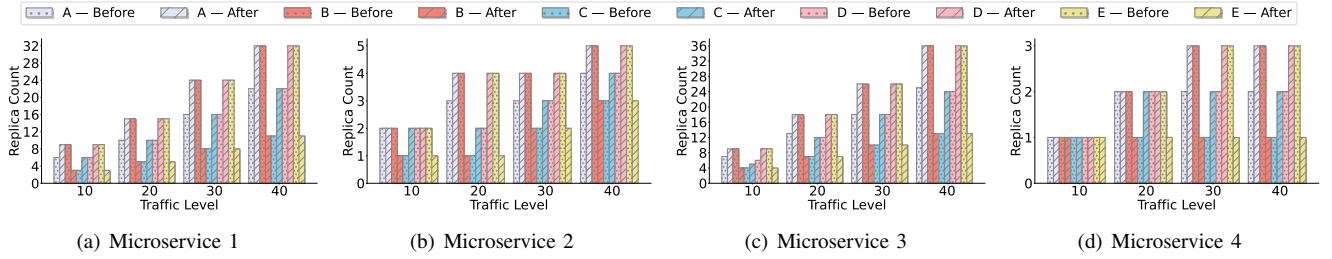 A — Before A — After B — Before B — After C — Before C — After D — Before D — After E — Before E — After
Replica Count
32
28
24
20
16
12
8
4
0
10 20 30 40
Traffic Level
(a) Microservice 1
Replica Count
5
4
3
2
1
0
10 20 30 40
Traffic Level
(b) Microservice 2
Replica Count
36
32
28
24
20
16
12
8
4
0
10 20 30 40
Traffic Level
(c) Microservice 3
Replica Count
3
2
1
0
10 20 30 40
Traffic Level
(d) Microservice 4